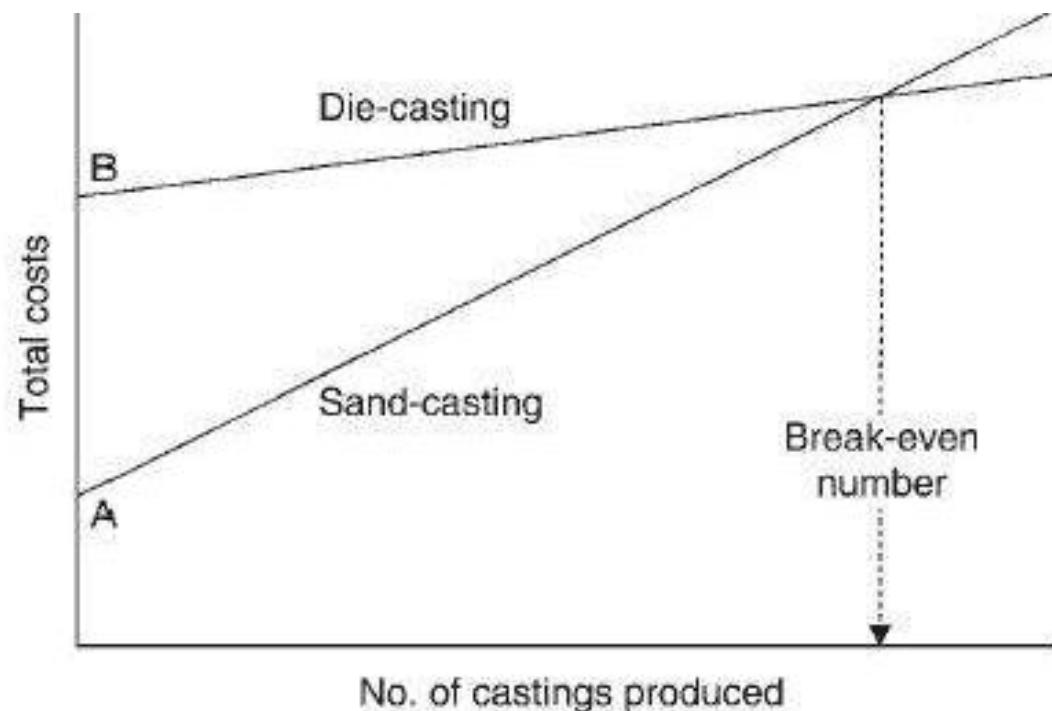 Die-casting
B
Total costs
Sand-casting
A
Break-even
number
No. of castings produced